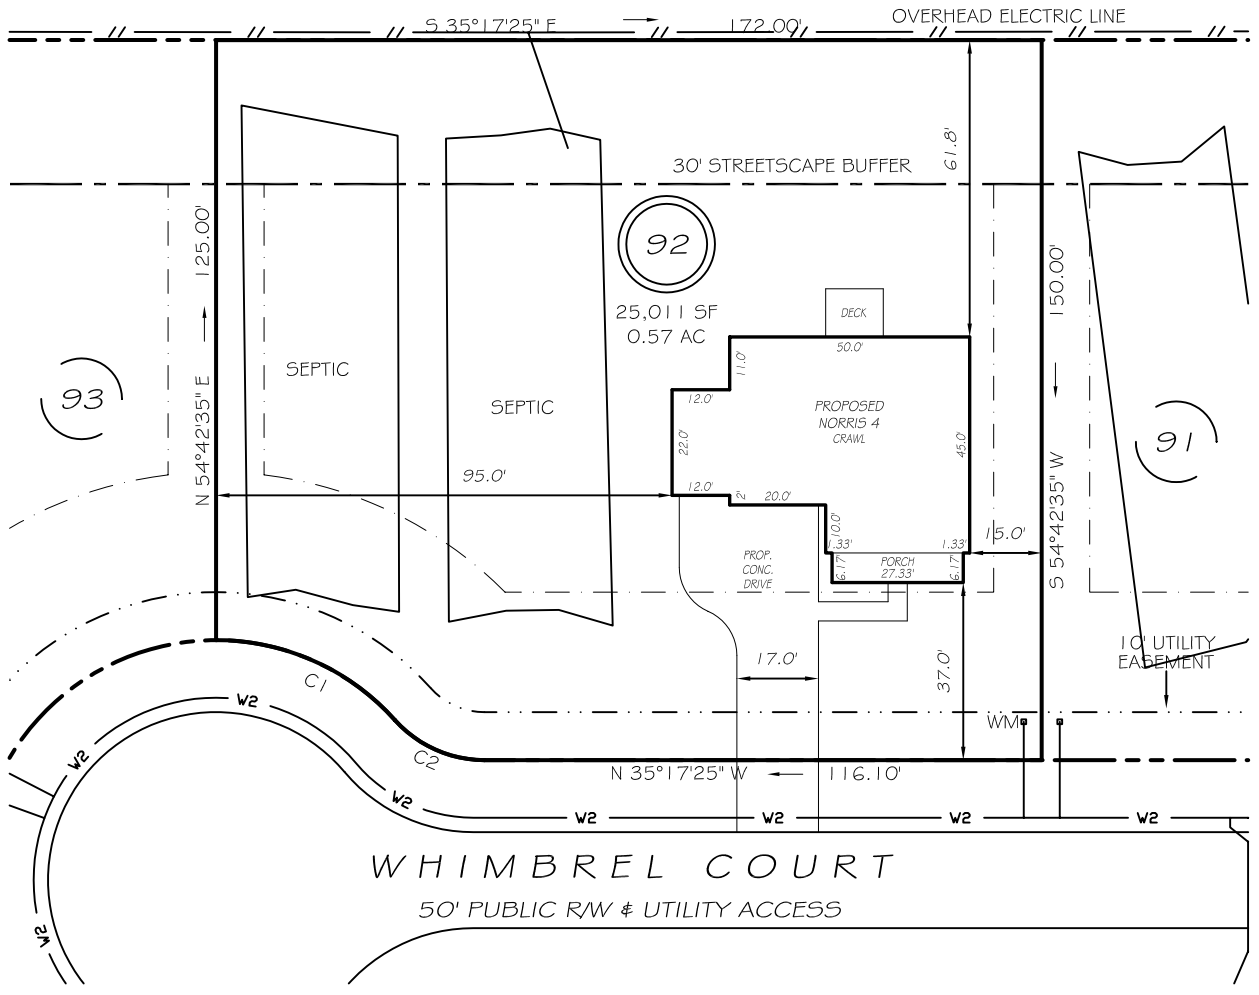 OVERHEAD ELECTRIC LINE
S 35°17'25" E
172.00'
61.8'
30' STREETSCAPE BUFFER
125.00'
N 54°42'35" E
150.00'
S 54°42'35" W
92
25,011 SF
0.57 AC
DECK
50.0'
11.0'
12.0'
SEPTIC
SEPTIC
93
91
PROPOSED
NORRIS 4
CRAWL
22.0'
45.0'
95.0'
12.0'
2'
20.0'
10.0'
1.33'
1.33'
15.0'
PROP.
CONC.
DRIVE
6.17'
PORCH
27.33'
6.17'
17.0'
37.0'
10' UTILITY
EASEMENT
C1
W2
WM
C2
W2
N 35°17'25" W
116.10'
W2
W2
W2
W2
W2
WHIMBREL COURT
50' PUBLIC R/W & UTILITY ACCESS
W2